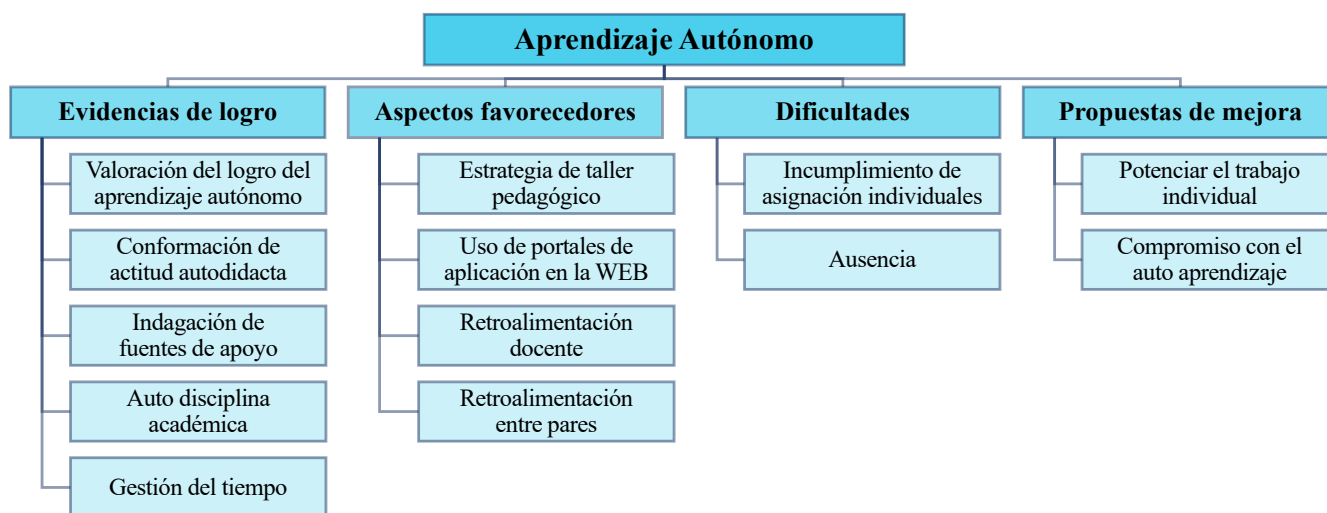 Aprendizaje Autónomo
Evidencias de logro
Valoración del logro del
aprendizaje autónomo
Conformación de
actitud autodidacta
Indagación de
fuentes de apoyo
Auto disciplina
académica
Gestión del tiempo
Aspectos favorecedores
Estrategia de taller
pedagógico
Uso de portales de
aplicación en la WEB
Retroalimentación
docente
Retroalimentación
entre pares
Dificultades
Incumplimiento de
asignación individuales
Ausencia
Propuestas de mejora
Potenciar el trabajo
individual
Compromiso con el
auto aprendizaje